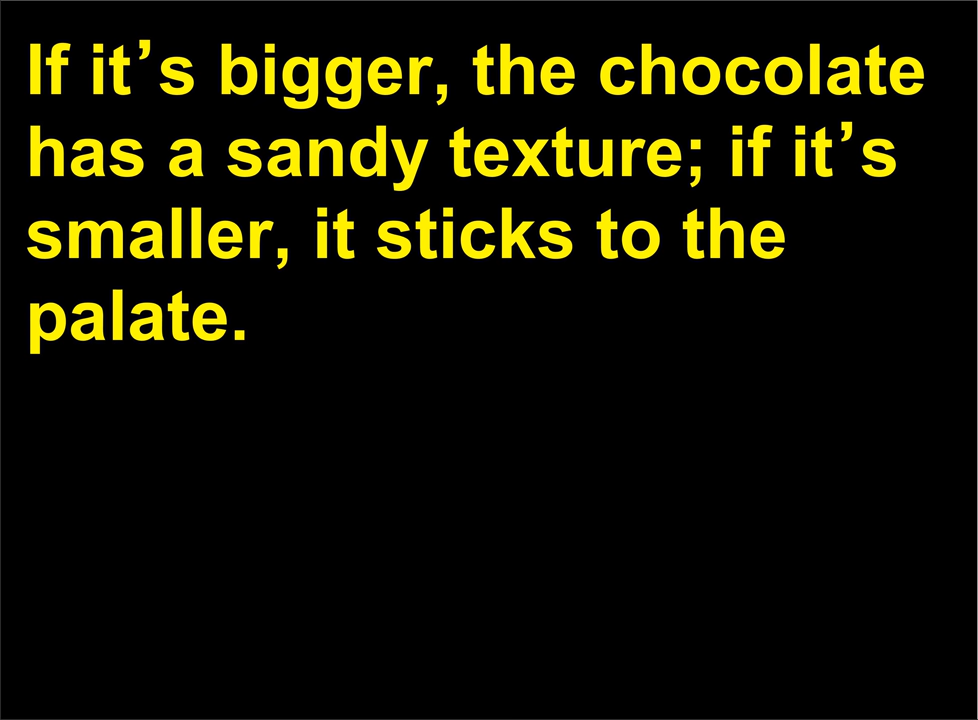 If it’s bigger, the chocolate
has a sandy texture; if it’s
smaller, it sticks to the
palate.